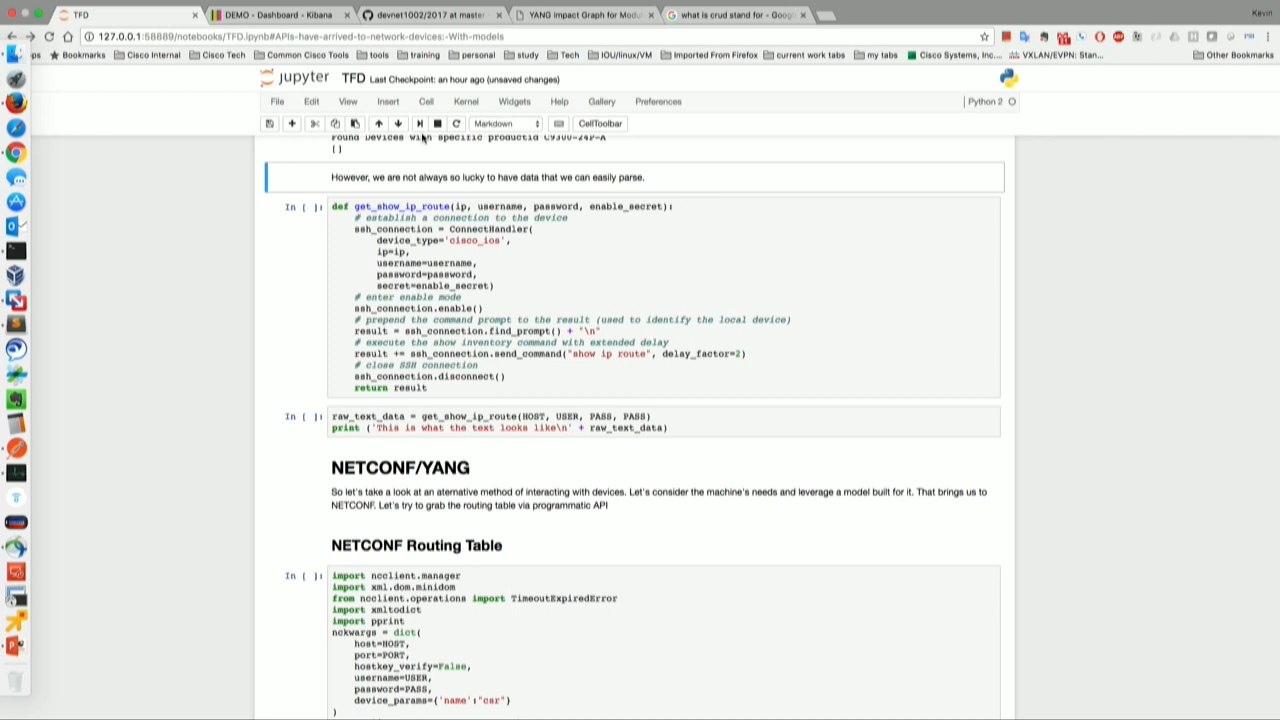 TFD
DEMO - Dashboard - Kibana
devnet1002/2017 at master
YANG Impact Graph for Modu
what is crud stand for - Goog
Kevin
127.0.0.1:58889/notebooks/TFD.ipynb#APIs-have-arrived-to-network-devices:-With-models
ps
Bookmarks
Cisco Internal
Cisco Tech
Common Cisco Tools
tools
training
personal
study
Tech
IOU/linux/VM
Imported From Firefox
current work tabs
my tabs
Cisco Systems, Inc....
VXLAN/EVPN: Stan...
Other Bookmarks
jupyter TFD Last Checkpoint: an hour ago (unsaved changes)
File Edit View Insert Cell Kernel Widgets Help Gallery Preferences
Python 2
Markdown
CellToolbar
Found Devices with specific productid C9300-24P-A
[]
However, we are not always so lucky to have data that we can easily parse.
In [ ]: def get_show_ip_route(ip, username, password, enable_secret):
# establish a connection to the device
ssh_connection = ConnectHandler(
device_type='cisco_ios',
ip=ip,
username=username,
password=password,
secret=enable_secret)
# enter enable mode
ssh_connection.enable()
# prepend the command prompt to the result (used to identify the local device)
result = ssh_connection.find_prompt() + "\n"
# execute the show inventory command with extended delay
result += ssh_connection.send_command("show ip route", delay_factor=2)
# close SSH connection
ssh_connection.disconnect()
return result
In [ ]: raw_text_data = get_show_ip_route(HOST, USER, PASS, PASS)
print ('This is what the text looks like\n' + raw_text_data)
NETCONF/YANG
So let's take a look at an aternative method of interacting with devices. Let's consider the machine's needs and leverage a model built for it. That brings us to
NETCONF. Let's try to grab the routing table via programmatic API
NETCONF Routing Table
In [ ]: import ncclient.manager
import xml.dom.minidom
from ncclient.operations import TimeoutExpiredError
import xmltodict
import pprint
nckwargs = dict(
host=HOST,
port=PORT,
hostkey_verify=False,
username=USER,
password=PASS,
device_params={'name':"csr"}
)